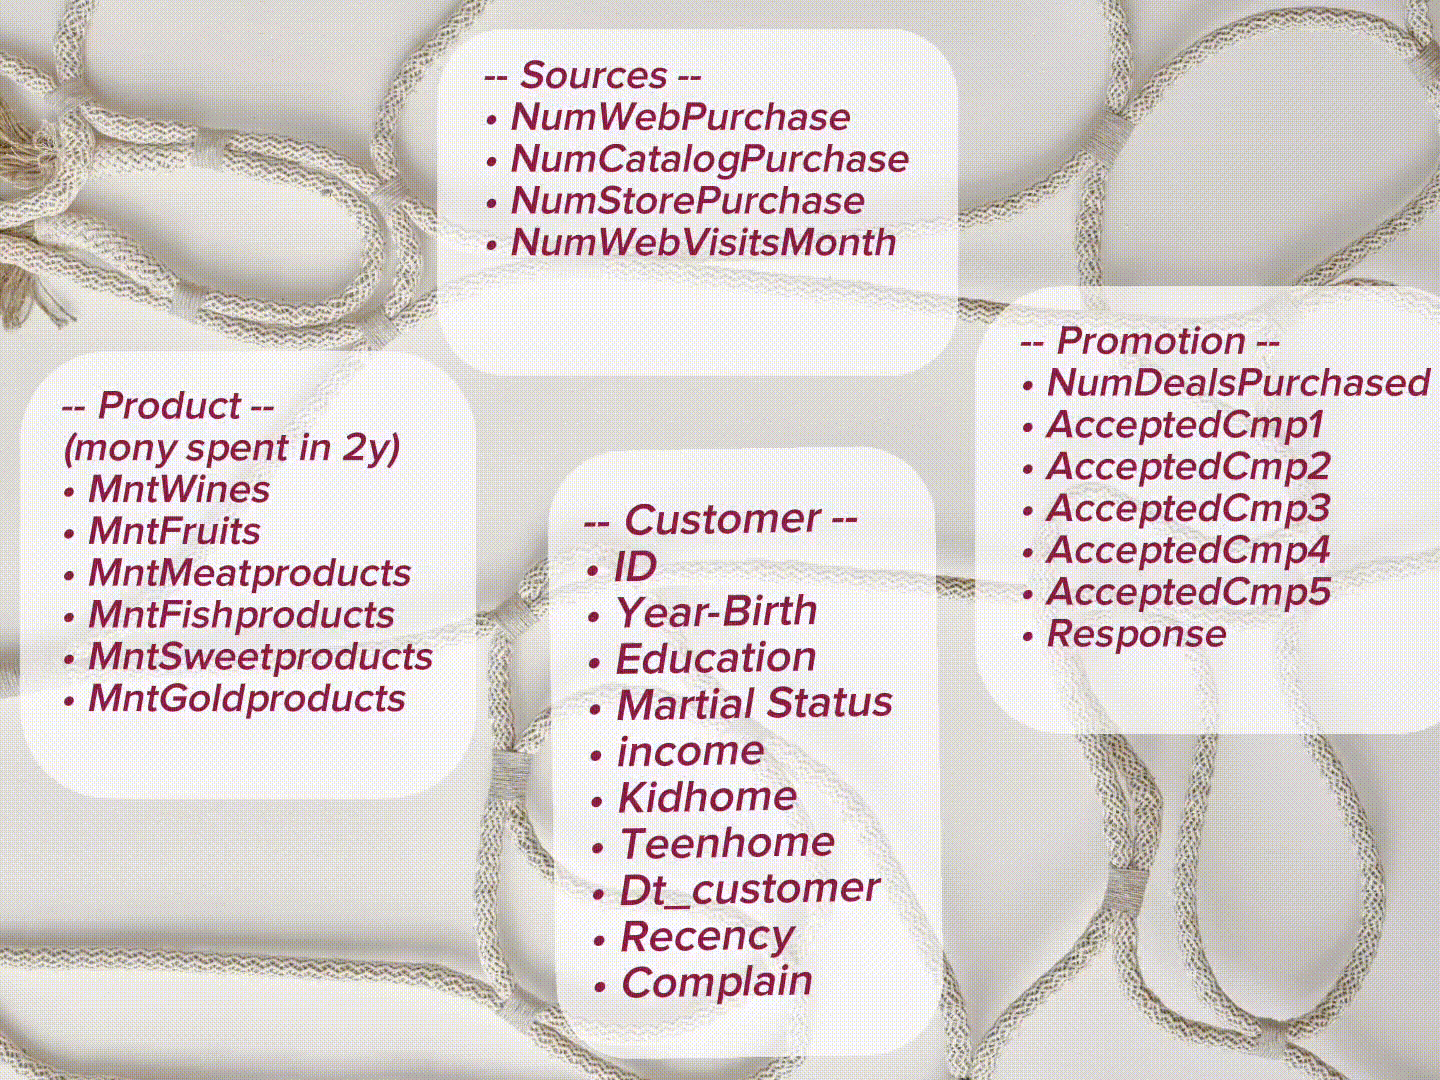 -- Sources --
• NumWebPurchase
• NumCatalogPurchase
• NumStorePurchase
• NumWebVisitsMonth
-- Product --
(mony spent in 2y)
• MntWines
• MntFruits
• MntMeatproducts
• MntFishproducts
• MntSweetproducts
• MntGoldproducts
-- Customer --
• ID
• Year-Birth
• Education
• Martial Status
• income
• Kidhome
• Teenhome
• Dt_customer
• Recency
• Complain
-- Promotion --
• NumDealsPurchased
• AcceptedCmp1
• AcceptedCmp2
• AcceptedCmp3
• AcceptedCmp4
• AcceptedCmp5
• Response